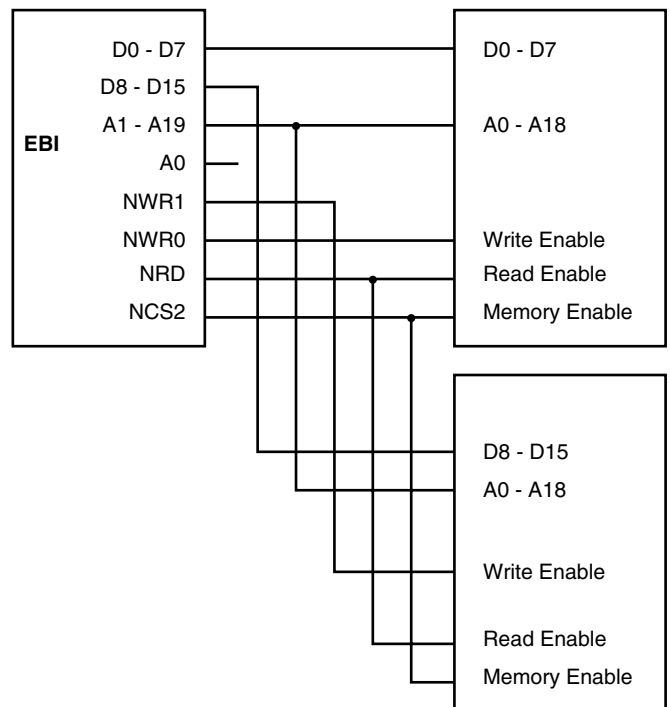 D0 - D7
D8 - D15
A1 - A19
EBI
A0
NWR1
NWR0
NRD
NCS2
D0 - D7
A0 - A18
Write Enable
Read Enable
Memory Enable
D8 - D15
A0 - A18
Write Enable
Read Enable
Memory Enable